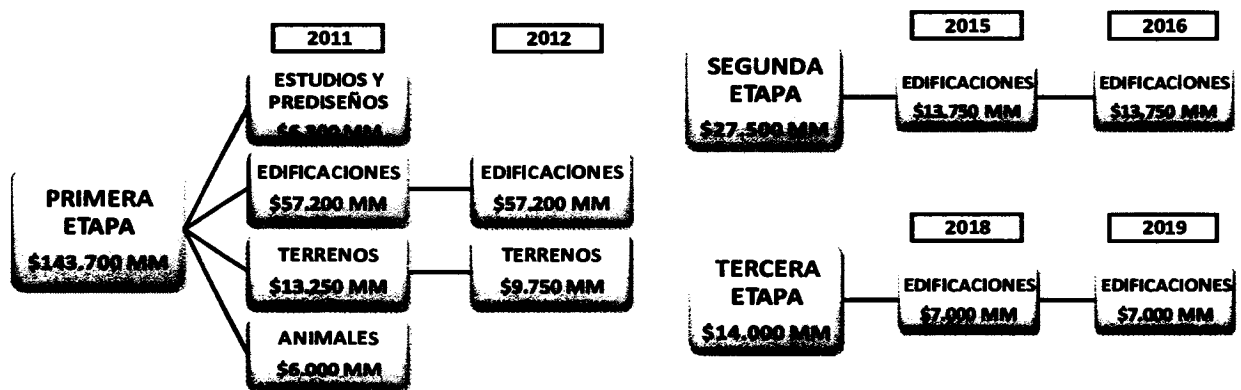 2011
2012
ESTUDIOS Y
PREDISEÑOS
MM
EDIFICACIONES
$57.200 MM
EDIFICACIONES
$57.200 MM
PRIMERA
ETAPA
$143.700 MM
TERRENOS
$13.250 MM
TERRENOS
$9.750 MM
ANIMALES
$6.000 MM
2015
2016
SEGUNDA
ETAPA
$27.500 MM
EDIFICACIONES
$13.750 MM
EDIFICACIONES
$13.750 MM
2018
2019
TERCERA
ETAPA
$14.000 MM
EDIFICACIONES
$7.000 MM
EDIFICACIONES
$7.000 MM